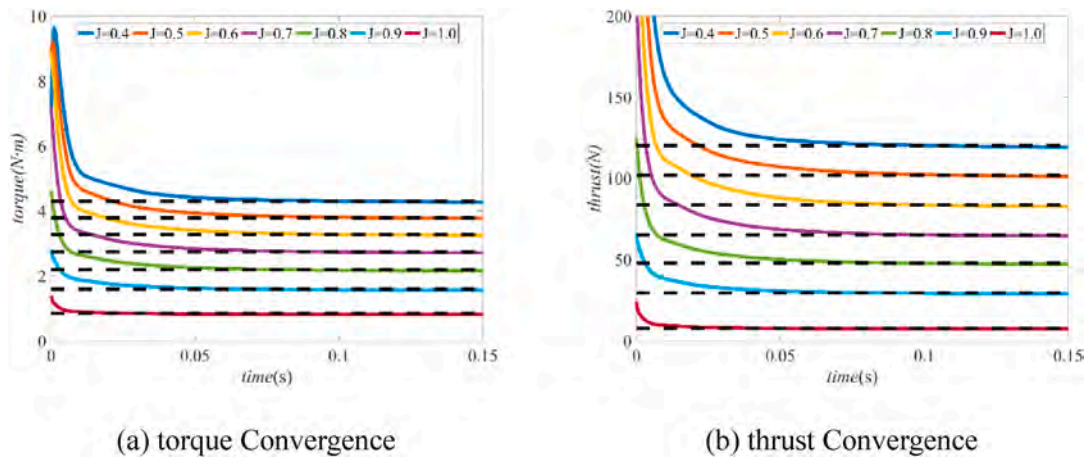 J=0.4 J=0.5 J=0.6 J=0.7 J=0.8 J=0.9 J=1.0
10
8
6
4
2
0
torque(N·m)
0 0.05 0.1 0.15
time(s)
(a) torque Convergence
J=0.4 J=0.5 J=0.6 J=0.7 J=0.8 J=0.9 J=1.0
200
150
100
50
0
thrust(N)
0 0.05 0.1 0.15
time(s)
(b) thrust Convergence